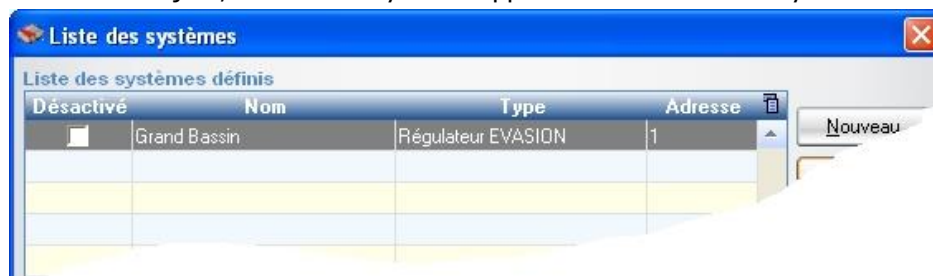 Liste des systèmes
Liste des systèmes définis
Désactivé Nom Type Adresse
Grand Bassin Régulateur EVASION 1
Nouveau